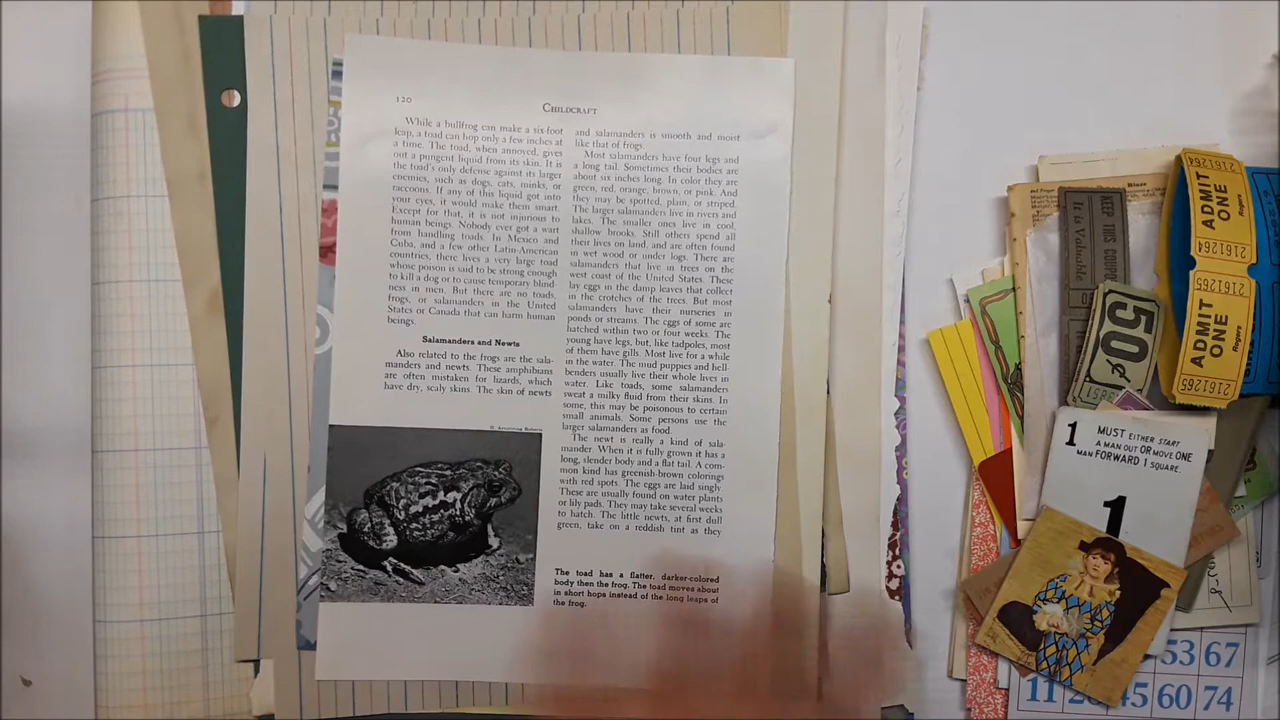 120
CHILDCRAFT
While a bullfrog can make a six-foot
leap, a toad can hop only a few inches at
a time. The toad, when annoyed, gives
out a pungent liquid from its skin. It is
the toad's only defense against its larger
enemies, such as dogs, cats, minks, or
raccoons. If any of this liquid got into
your eyes, it would make them smart.
Except for that, it is not injurious to
human beings. Nobody ever got a wart
from handling toads. In Mexico and
Cuba, and a few other Latin-American
countries, there lives a very large toad
whose poison is said to be strong enough
to kill a dog or to cause temporary blind-
ness in men. But there are no toads,
frogs, or salamanders in the United
States or Canada that can harm human
beings.
Salamanders and Newts
Also related to the frogs are the sala-
manders and newts. These amphibians
are often mistaken for lizards, which
have dry, scaly skins. The skin of newts
H. Armstrong Roberts
and salamanders is smooth and moist
like that of frogs.
Most salamanders have four legs and
a long tail. Sometimes their bodies are
about six inches long. In color they are
green, red, orange, brown, or pink. And
they may be spotted, plain, or striped.
The larger salamanders live in rivers and
lakes. The smaller ones live in cool,
shallow brooks. Still others spend all
their lives on land, and are often found
in wet wood or under logs. There are
salamanders that live in trees on the
west coast of the United States. These
lay eggs in the damp leaves that collect
in the crotches of the trees. But most
salamanders have their nurseries in
ponds or streams. The eggs of some are
hatched within two or four weeks. The
young have legs, but, like tadpoles, most
of them have gills. Most live for a while
in the water. The mud puppies and hell-
benders usually live their whole lives in
water. Like toads, some salamanders
sweat a milky fluid from their skins. In
some, this may be poisonous to certain
small animals. Some persons use the
larger salamanders as food.
The newt is really a kind of sala-
mander. When it is fully grown it has a
long, slender body and a flat tail. A com-
mon kind has greenish-brown colorings
with red spots. The eggs are laid singly.
These are usually found on water plants
or lily pads. They may take several weeks
to hatch. The little newts, at first dull
green, take on a reddish tint as they
The toad has a flatter, darker-colored
body then the frog. The toad moves about
in short hops instead of the long leaps of
the frog.
KEEP THIS COUPON
It is Valuable
50¢
2161264
ADMIT
ONE
Rogers
2161264
2161265
ADMIT
ONE
Rogers
2161265
1
MUST EITHER START
A MAN OUT OR MOVE ONE
MAN FORWARD 1 SQUARE.
1
53 67
11 45 60 74